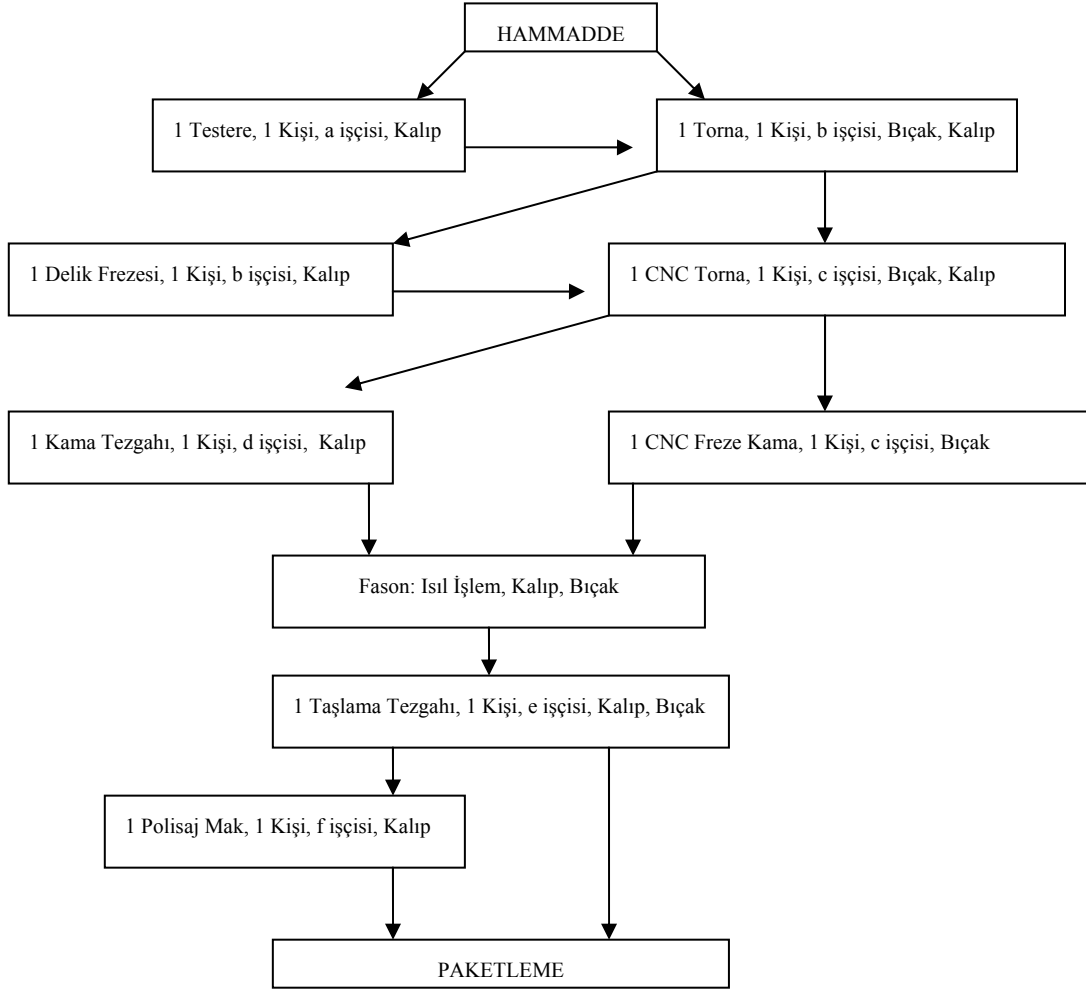 HAMMADDE
1 Testere, 1 Kişi, a işçisi, Kalıp
1 Torna, 1 Kişi, b işçisi, Bıçak, Kalıp
1 Delik Frezesi, 1 Kişi, b işçisi, Kalıp
1 CNC Torna, 1 Kişi, c işçisi, Bıçak, Kalıp
1 Kama Tezgahı, 1 Kişi, d işçisi, Kalıp
1 CNC Freze Kama, 1 Kişi, c işçisi, Bıçak
Fason: Isıl İşlem, Kalıp, Bıçak
1 Taşlama Tezgahı, 1 Kişi, e işçisi, Kalıp, Bıçak
1 Polisaj Mak, 1 Kişi, f işçisi, Kalıp
PAKETLEME